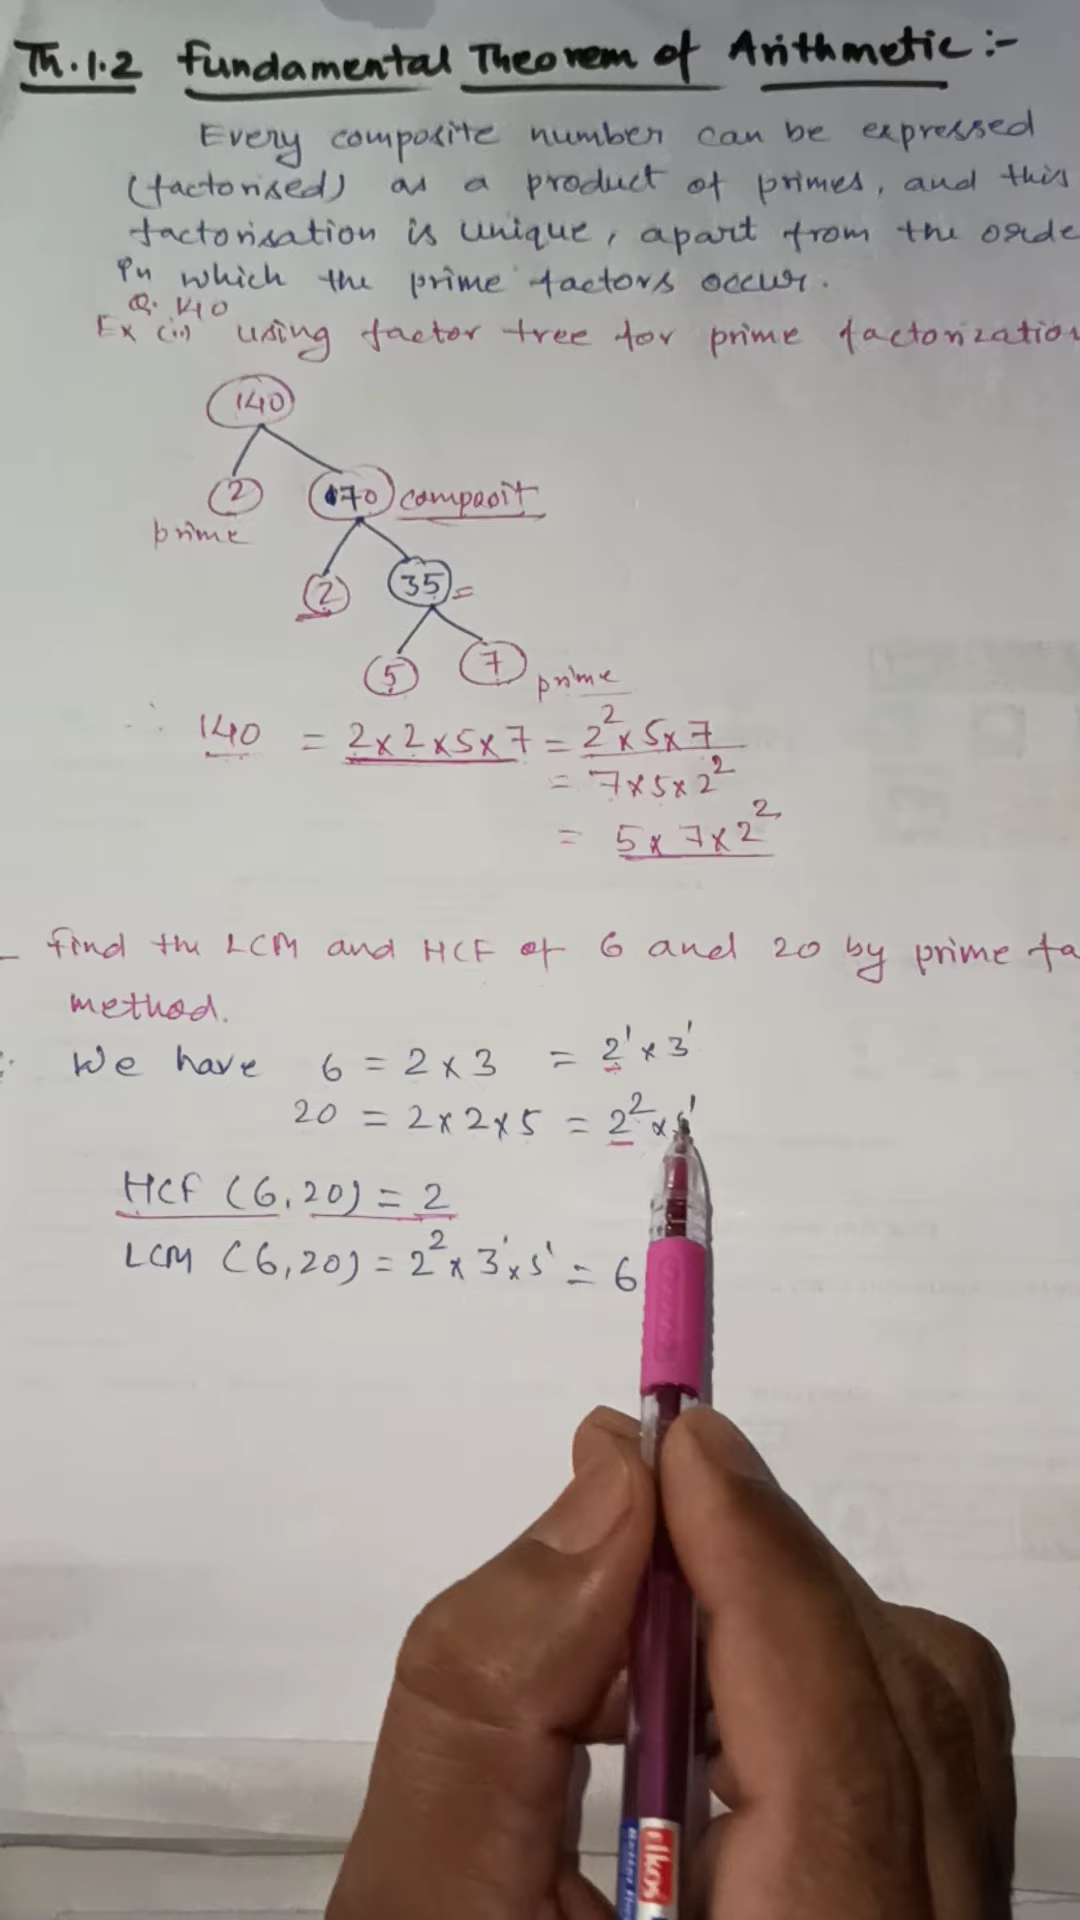 Th.1.2 Fundamental Theorem of Arithmetic:-
Every composite number can be expressed
(factorised) as a product of primes, and this
factorisation is unique, apart from the orde
in which the prime factors occur.
Q. 140
Ex (ii) using factor tree for prime factorization
140
2 70 composit
prime
2 35 =
5 7 prime
∴ 140 = 2×2×5×7 = 2²×5×7
= 7×5×2²
= 5×7×2²
Find the LCM and HCF of 6 and 20 by prime fa
method.
We have 6 = 2×3 = 2¹×3¹
20 = 2×2×5 = 2²×5¹
HCF (6,20) = 2
LCM (6,20) = 2²×3¹×5¹ = 6
elkos